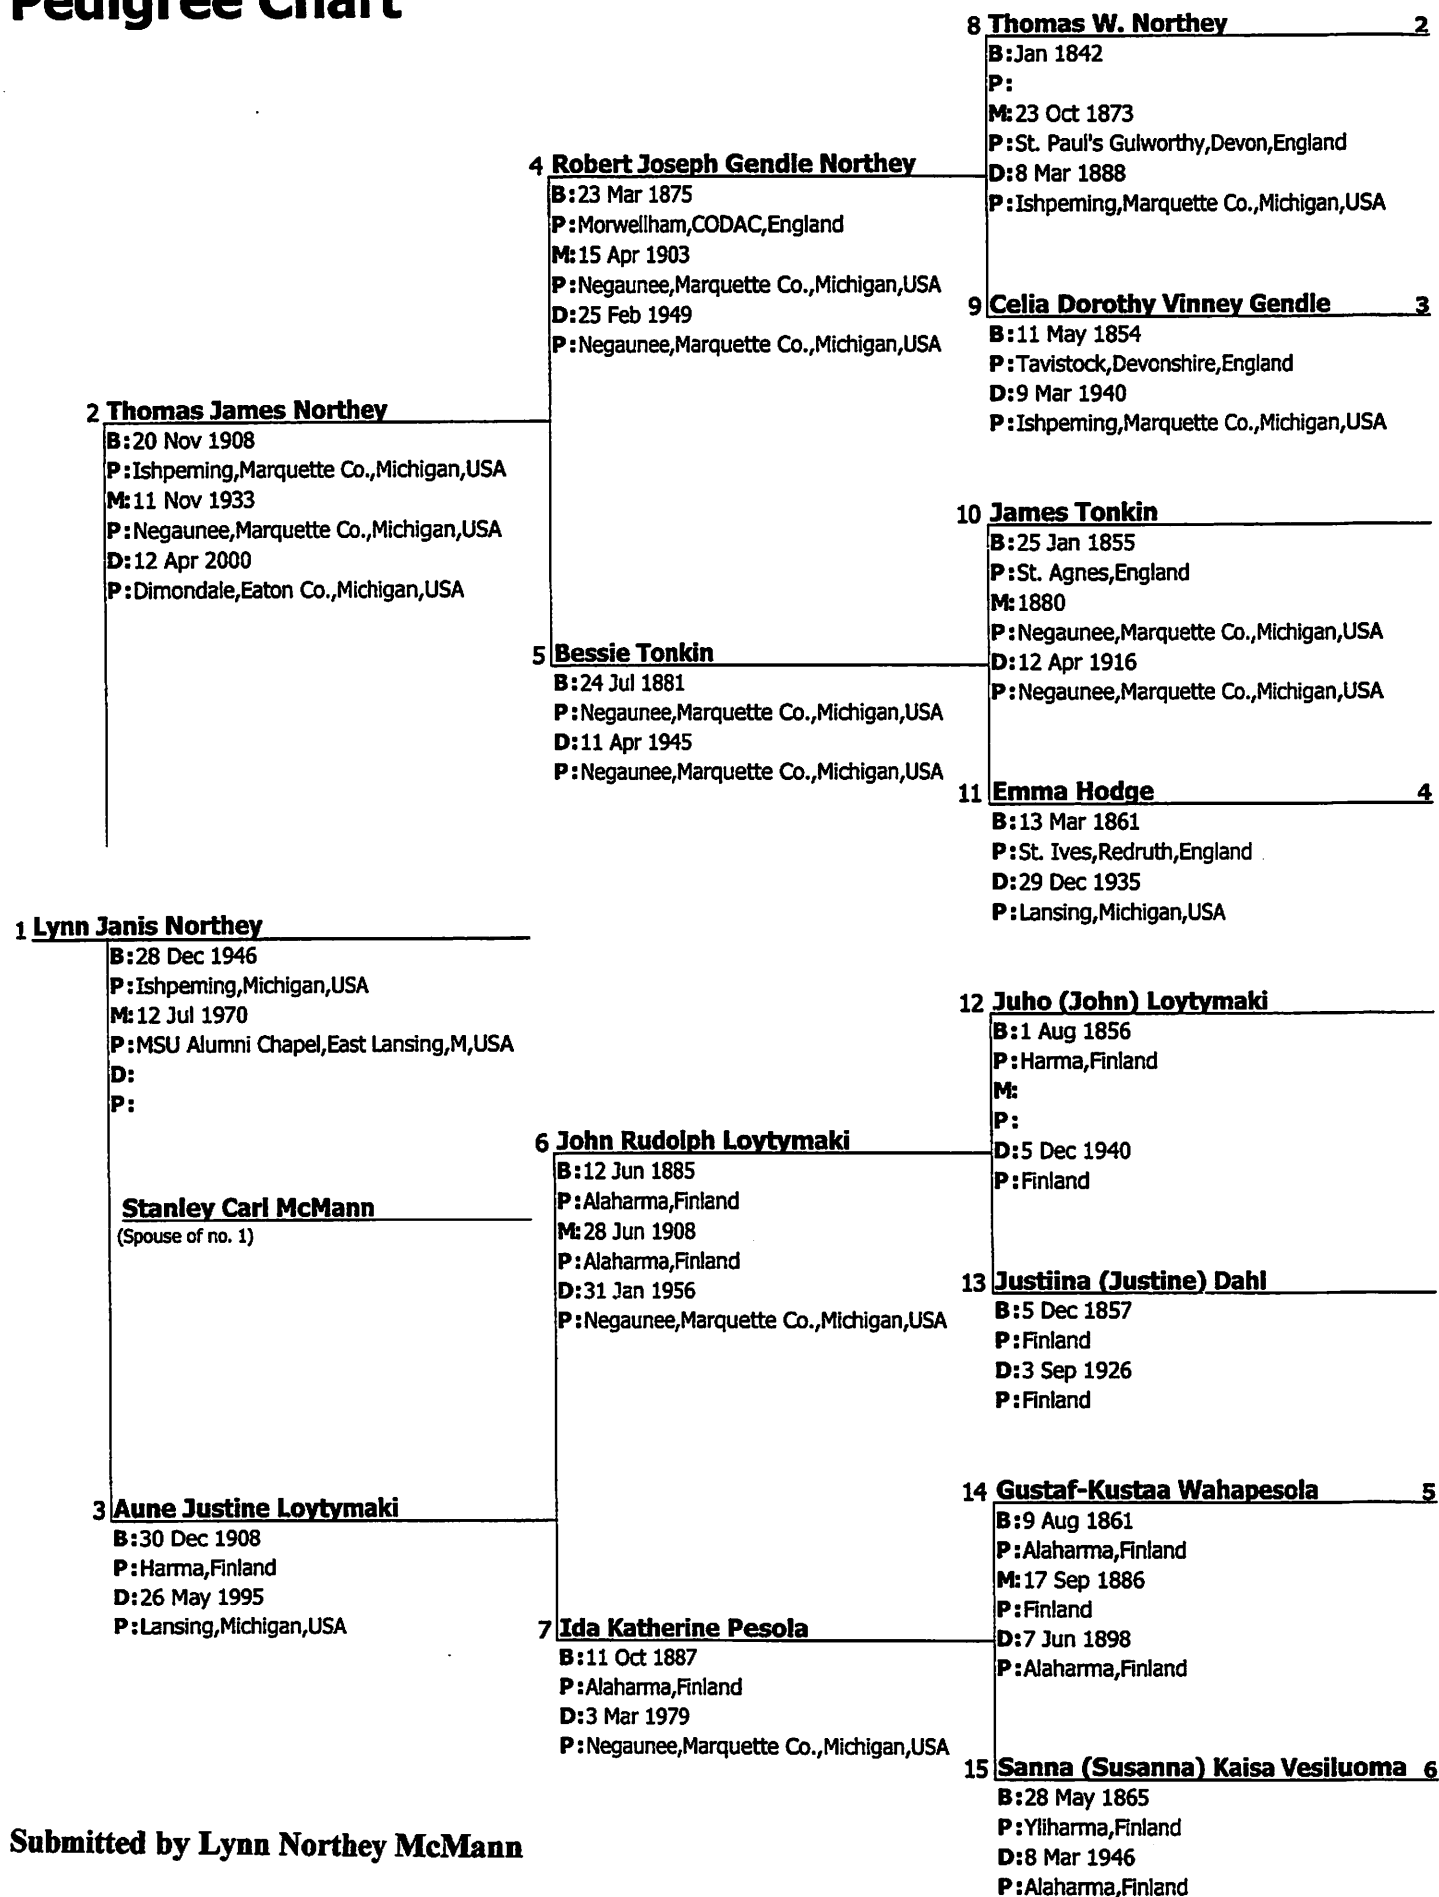 Pedigree Chart
8 Thomas W. Northey 2
B:Jan 1842
P:
M:23 Oct 1873
P:St. Paul's Gulworthy,Devon,England
D:8 Mar 1888
P:Ishpeming,Marquette Co.,Michigan,USA
4 Robert Joseph Gendle Northey
B:23 Mar 1875
P:Morwellham,CODAC,England
M:15 Apr 1903
P:Negaunee,Marquette Co.,Michigan,USA
D:25 Feb 1949
P:Negaunee,Marquette Co.,Michigan,USA
9 Celia Dorothy Vinney Gendle 3
B:11 May 1854
P:Tavistock,Devonshire,England
D:9 Mar 1940
P:Ishpeming,Marquette Co.,Michigan,USA
2 Thomas James Northey
B:20 Nov 1908
P:Ishpeming,Marquette Co.,Michigan,USA
M:11 Nov 1933
P:Negaunee,Marquette Co.,Michigan,USA
D:12 Apr 2000
P:Dimondale,Eaton Co.,Michigan,USA
10 James Tonkin
B:25 Jan 1855
P:St. Agnes,England
M:1880
P:Negaunee,Marquette Co.,Michigan,USA
D:12 Apr 1916
P:Negaunee,Marquette Co.,Michigan,USA
5 Bessie Tonkin
B:24 Jul 1881
P:Negaunee,Marquette Co.,Michigan,USA
D:11 Apr 1945
P:Negaunee,Marquette Co.,Michigan,USA
11 Emma Hodge 4
B:13 Mar 1861
P:St. Ives,Redruth,England
D:29 Dec 1935
P:Lansing,Michigan,USA
1 Lynn Janis Northey
B:28 Dec 1946
P:Ishpeming,Michigan,USA
M:12 Jul 1970
P:MSU Alumni Chapel,East Lansing,M,USA
D:
P:
Stanley Carl McMann
(Spouse of no. 1)
12 Juho (John) Loytymaki
B:1 Aug 1856
P:Harma,Finland
M:
P:
D:5 Dec 1940
P:Finland
6 John Rudolph Loytymaki
B:12 Jun 1885
P:Alaharma,Finland
M:28 Jun 1908
P:Alaharma,Finland
D:31 Jan 1956
P:Negaunee,Marquette Co.,Michigan,USA
13 Justiina (Justine) Dahl
B:5 Dec 1857
P:Finland
D:3 Sep 1926
P:Finland
3 Aune Justine Loytymaki
B:30 Dec 1908
P:Harma,Finland
D:26 May 1995
P:Lansing,Michigan,USA
14 Gustaf-Kustaa Wahapesola 5
B:9 Aug 1861
P:Alaharma,Finland
M:17 Sep 1886
P:Finland
D:7 Jun 1898
P:Alaharma,Finland
7 Ida Katherine Pesola
B:11 Oct 1887
P:Alaharma,Finland
D:3 Mar 1979
P:Negaunee,Marquette Co.,Michigan,USA
15 Sanna (Susanna) Kaisa Vesiluoma 6
B:28 May 1865
P:Yliharma,Finland
D:8 Mar 1946
P:Alaharma,Finland
Submitted by Lynn Northey McMann